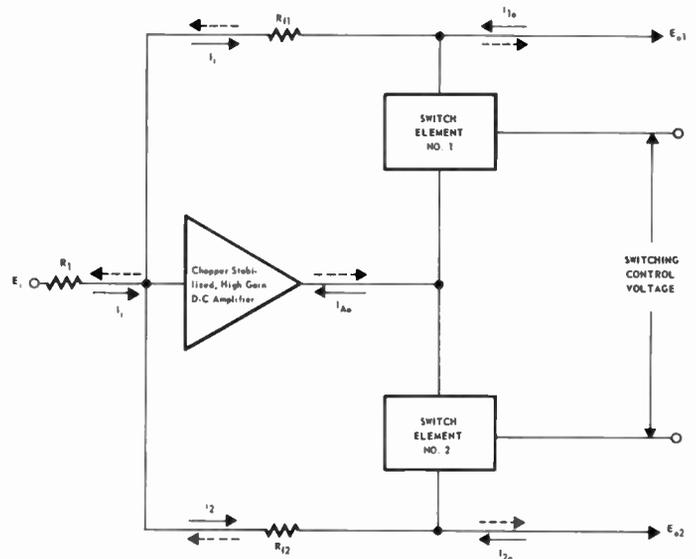 Rf1
I1o
Eo1
I1
SWITCH
ELEMENT
NO. 1
R1
Ei
Ii
Chopper Stabi-
lized, High Gain
D-C Amplifier
IAo
SWITCHING
CONTROL
VOLTAGE
SWITCH
ELEMENT
NO. 2
I2
Rf2
I2o
Eo2